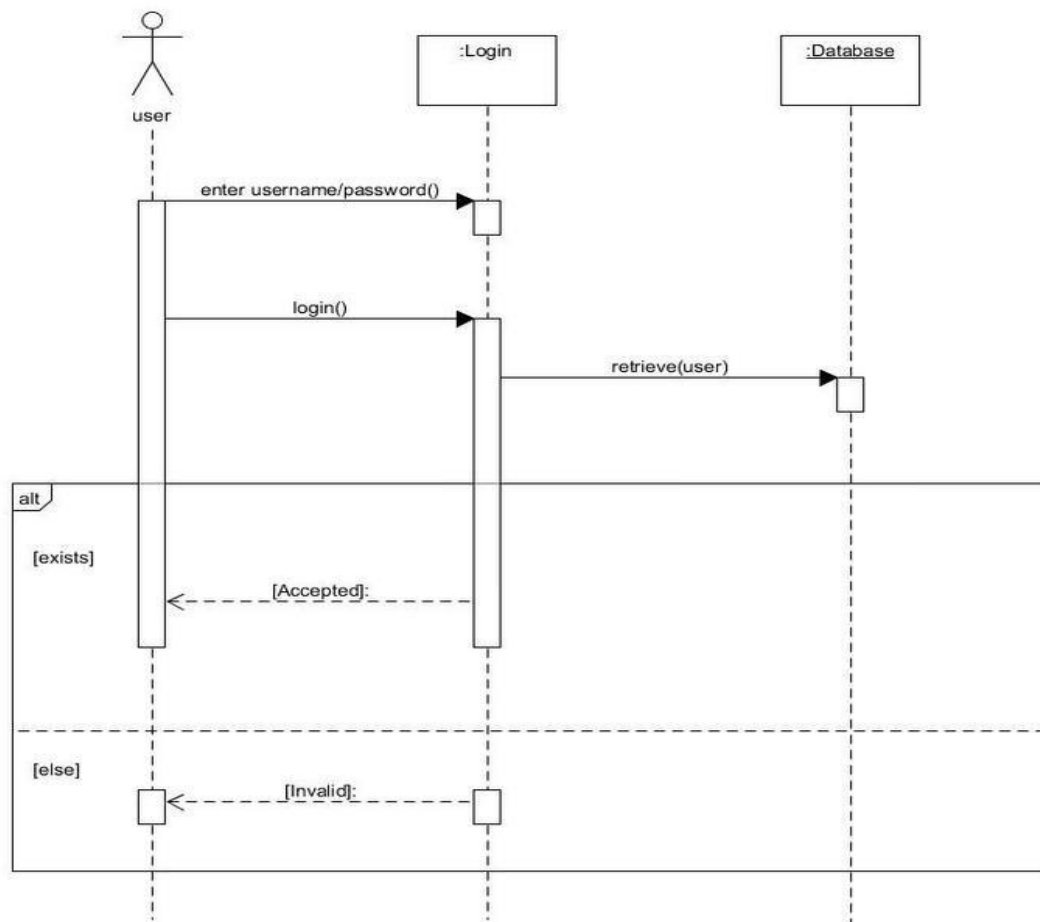 user
:Login
:Database
enter username/password()
login()
retrieve(user)
alt
[exists]
[Accepted]:
[else]
[Invalid]: